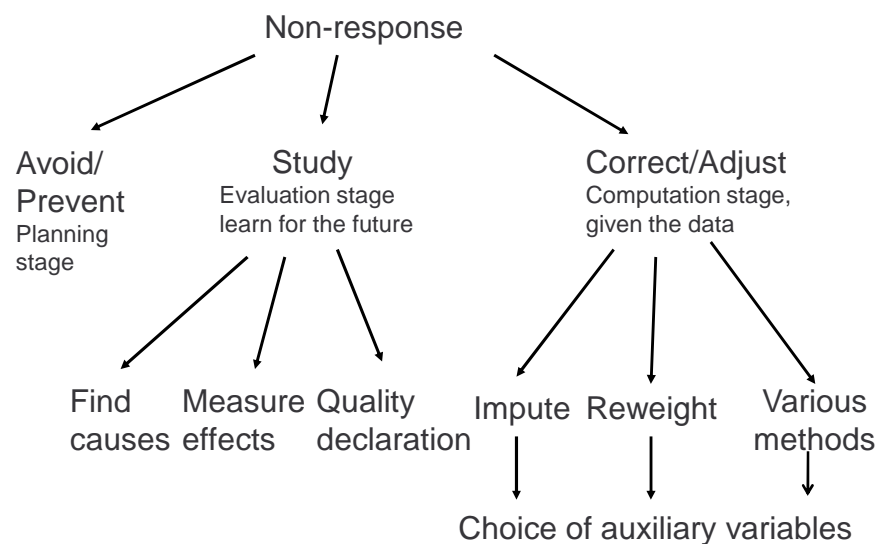 Non-response
Avoid/
Prevent
Planning
stage
Study
Evaluation stage
learn for the future
Correct/Adjust
Computation stage,
given the data
Find
causes
Measure
effects
Quality
declaration
Impute
Reweight
Various
methods
Choice of auxiliary variables